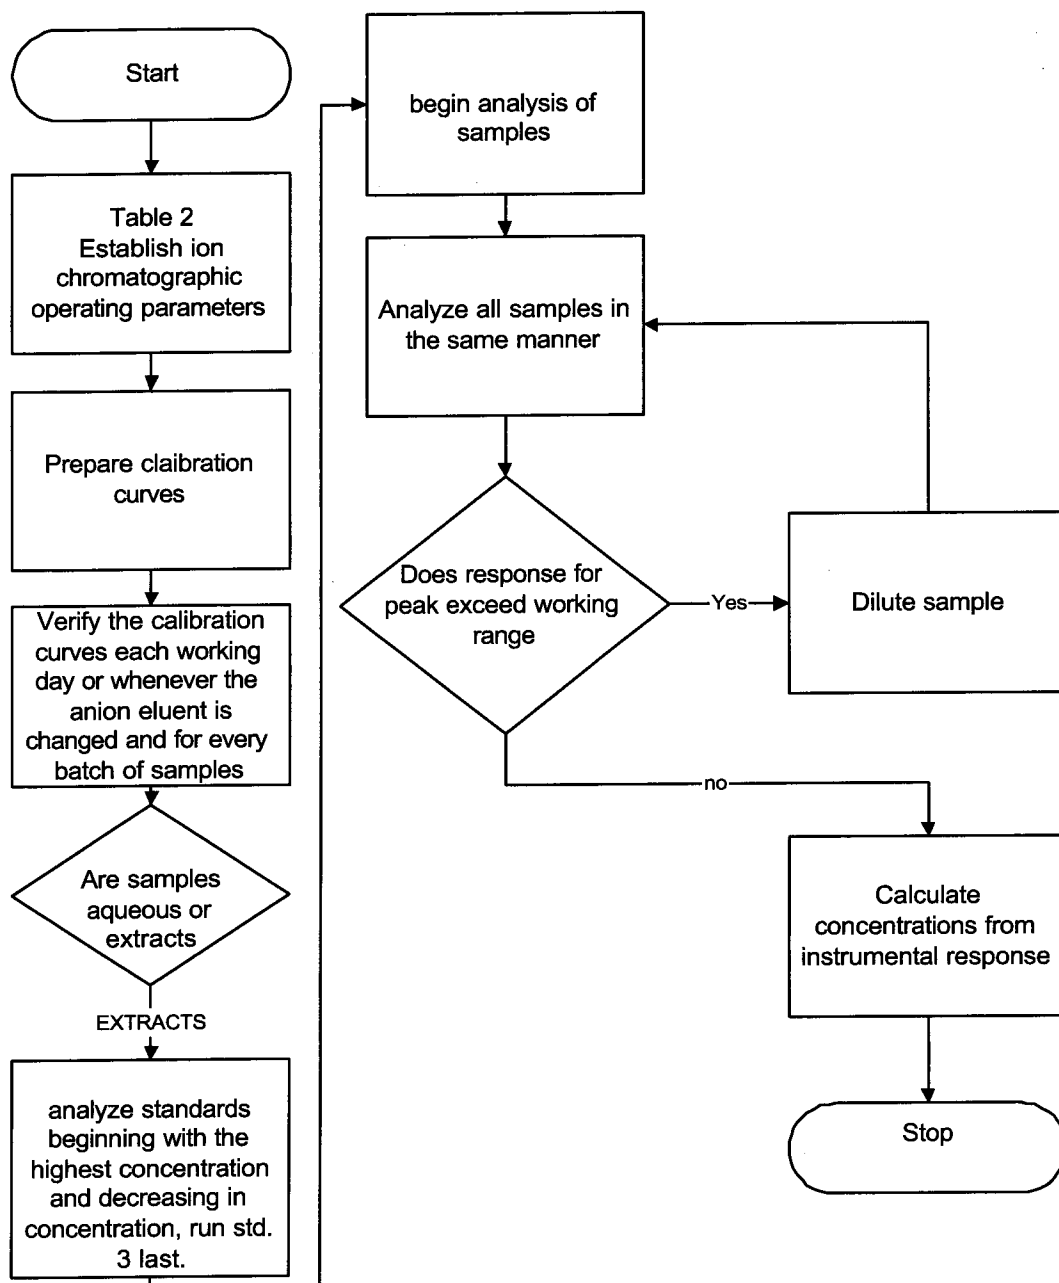 Start
Table 2
Establish ion
chromatographic
operating parameters
Prepare claibration
curves
Verify the calibration
curves each working
day or whenever the
anion eluent is
changed and for every
batch of samples
Are samples
aqueous or
extracts
EXTRACTS
analyze standards
beginning with the
highest concentration
and decreasing in
concentration, run std.
3 last.
begin analysis of
samples
Analyze all samples in
the same manner
Does response for
peak exceed working
range
Yes
Dilute sample
no
Calculate
concentrations from
instrumental response
Stop